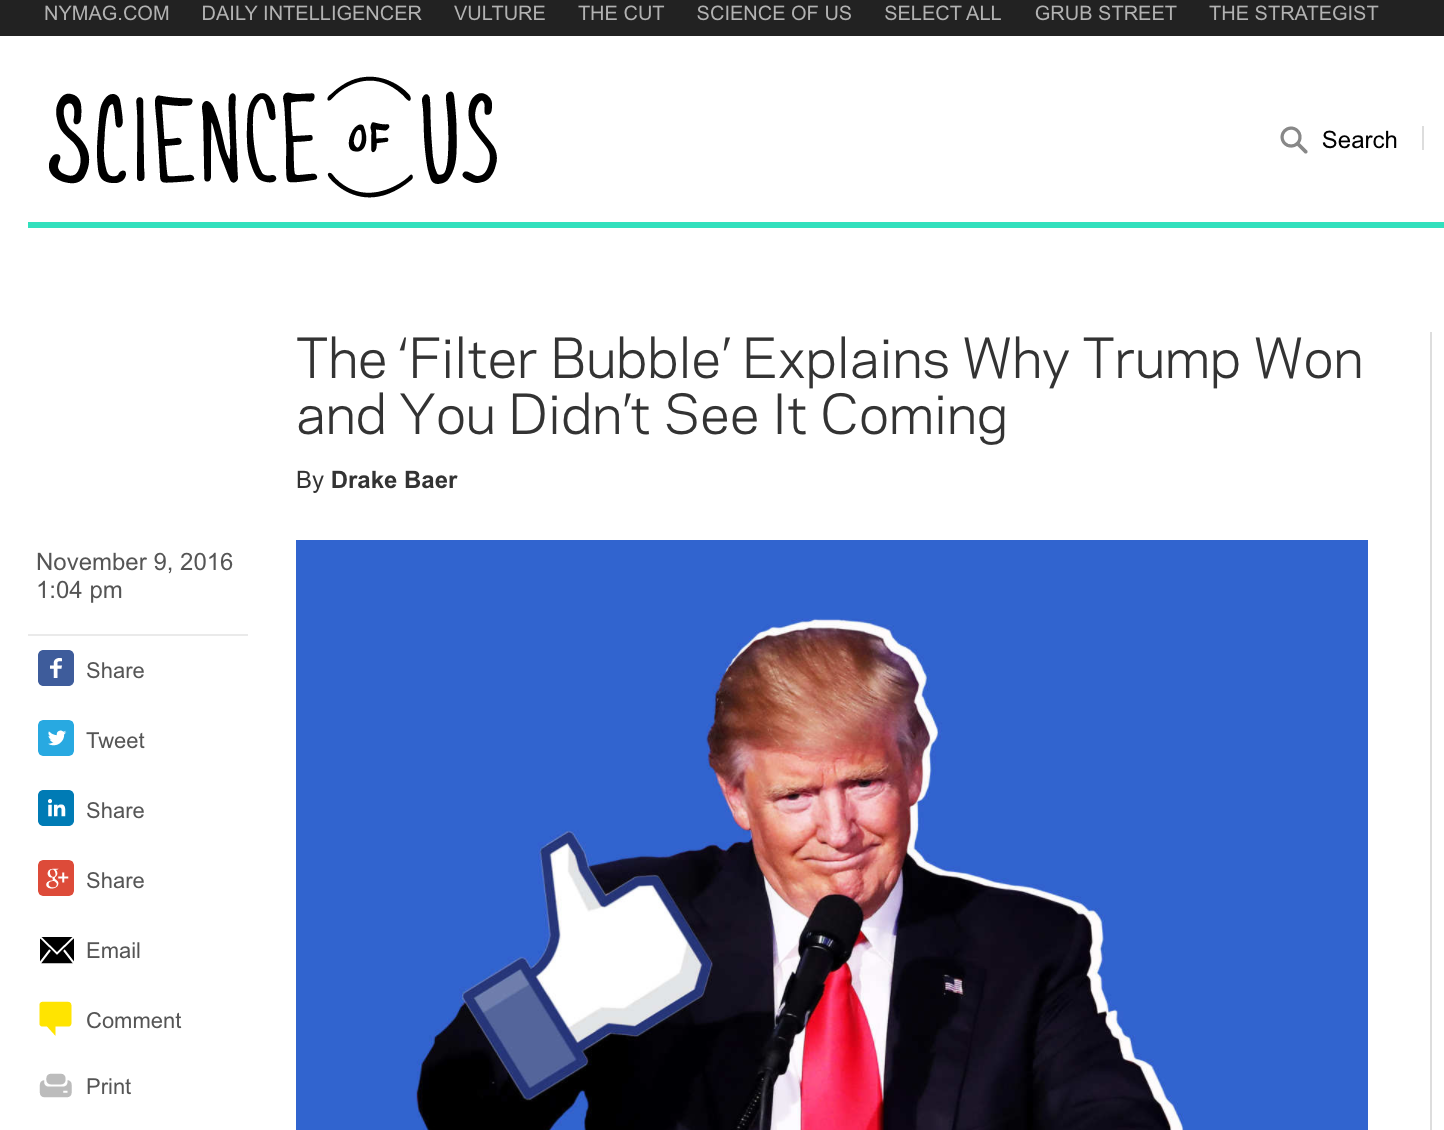 NYMAG.COM DAILY INTELLIGENCER VULTURE THE CUT SCIENCE OF US SELECT ALL GRUB STREET THE STRATEGIST
SCIENCE OF US
Search
The ‘Filter Bubble’ Explains Why Trump Won
and You Didn’t See It Coming
By Drake Baer
November 9, 2016
1:04 pm
f Share
Tweet
in Share
g+ Share
Email
Comment
Print